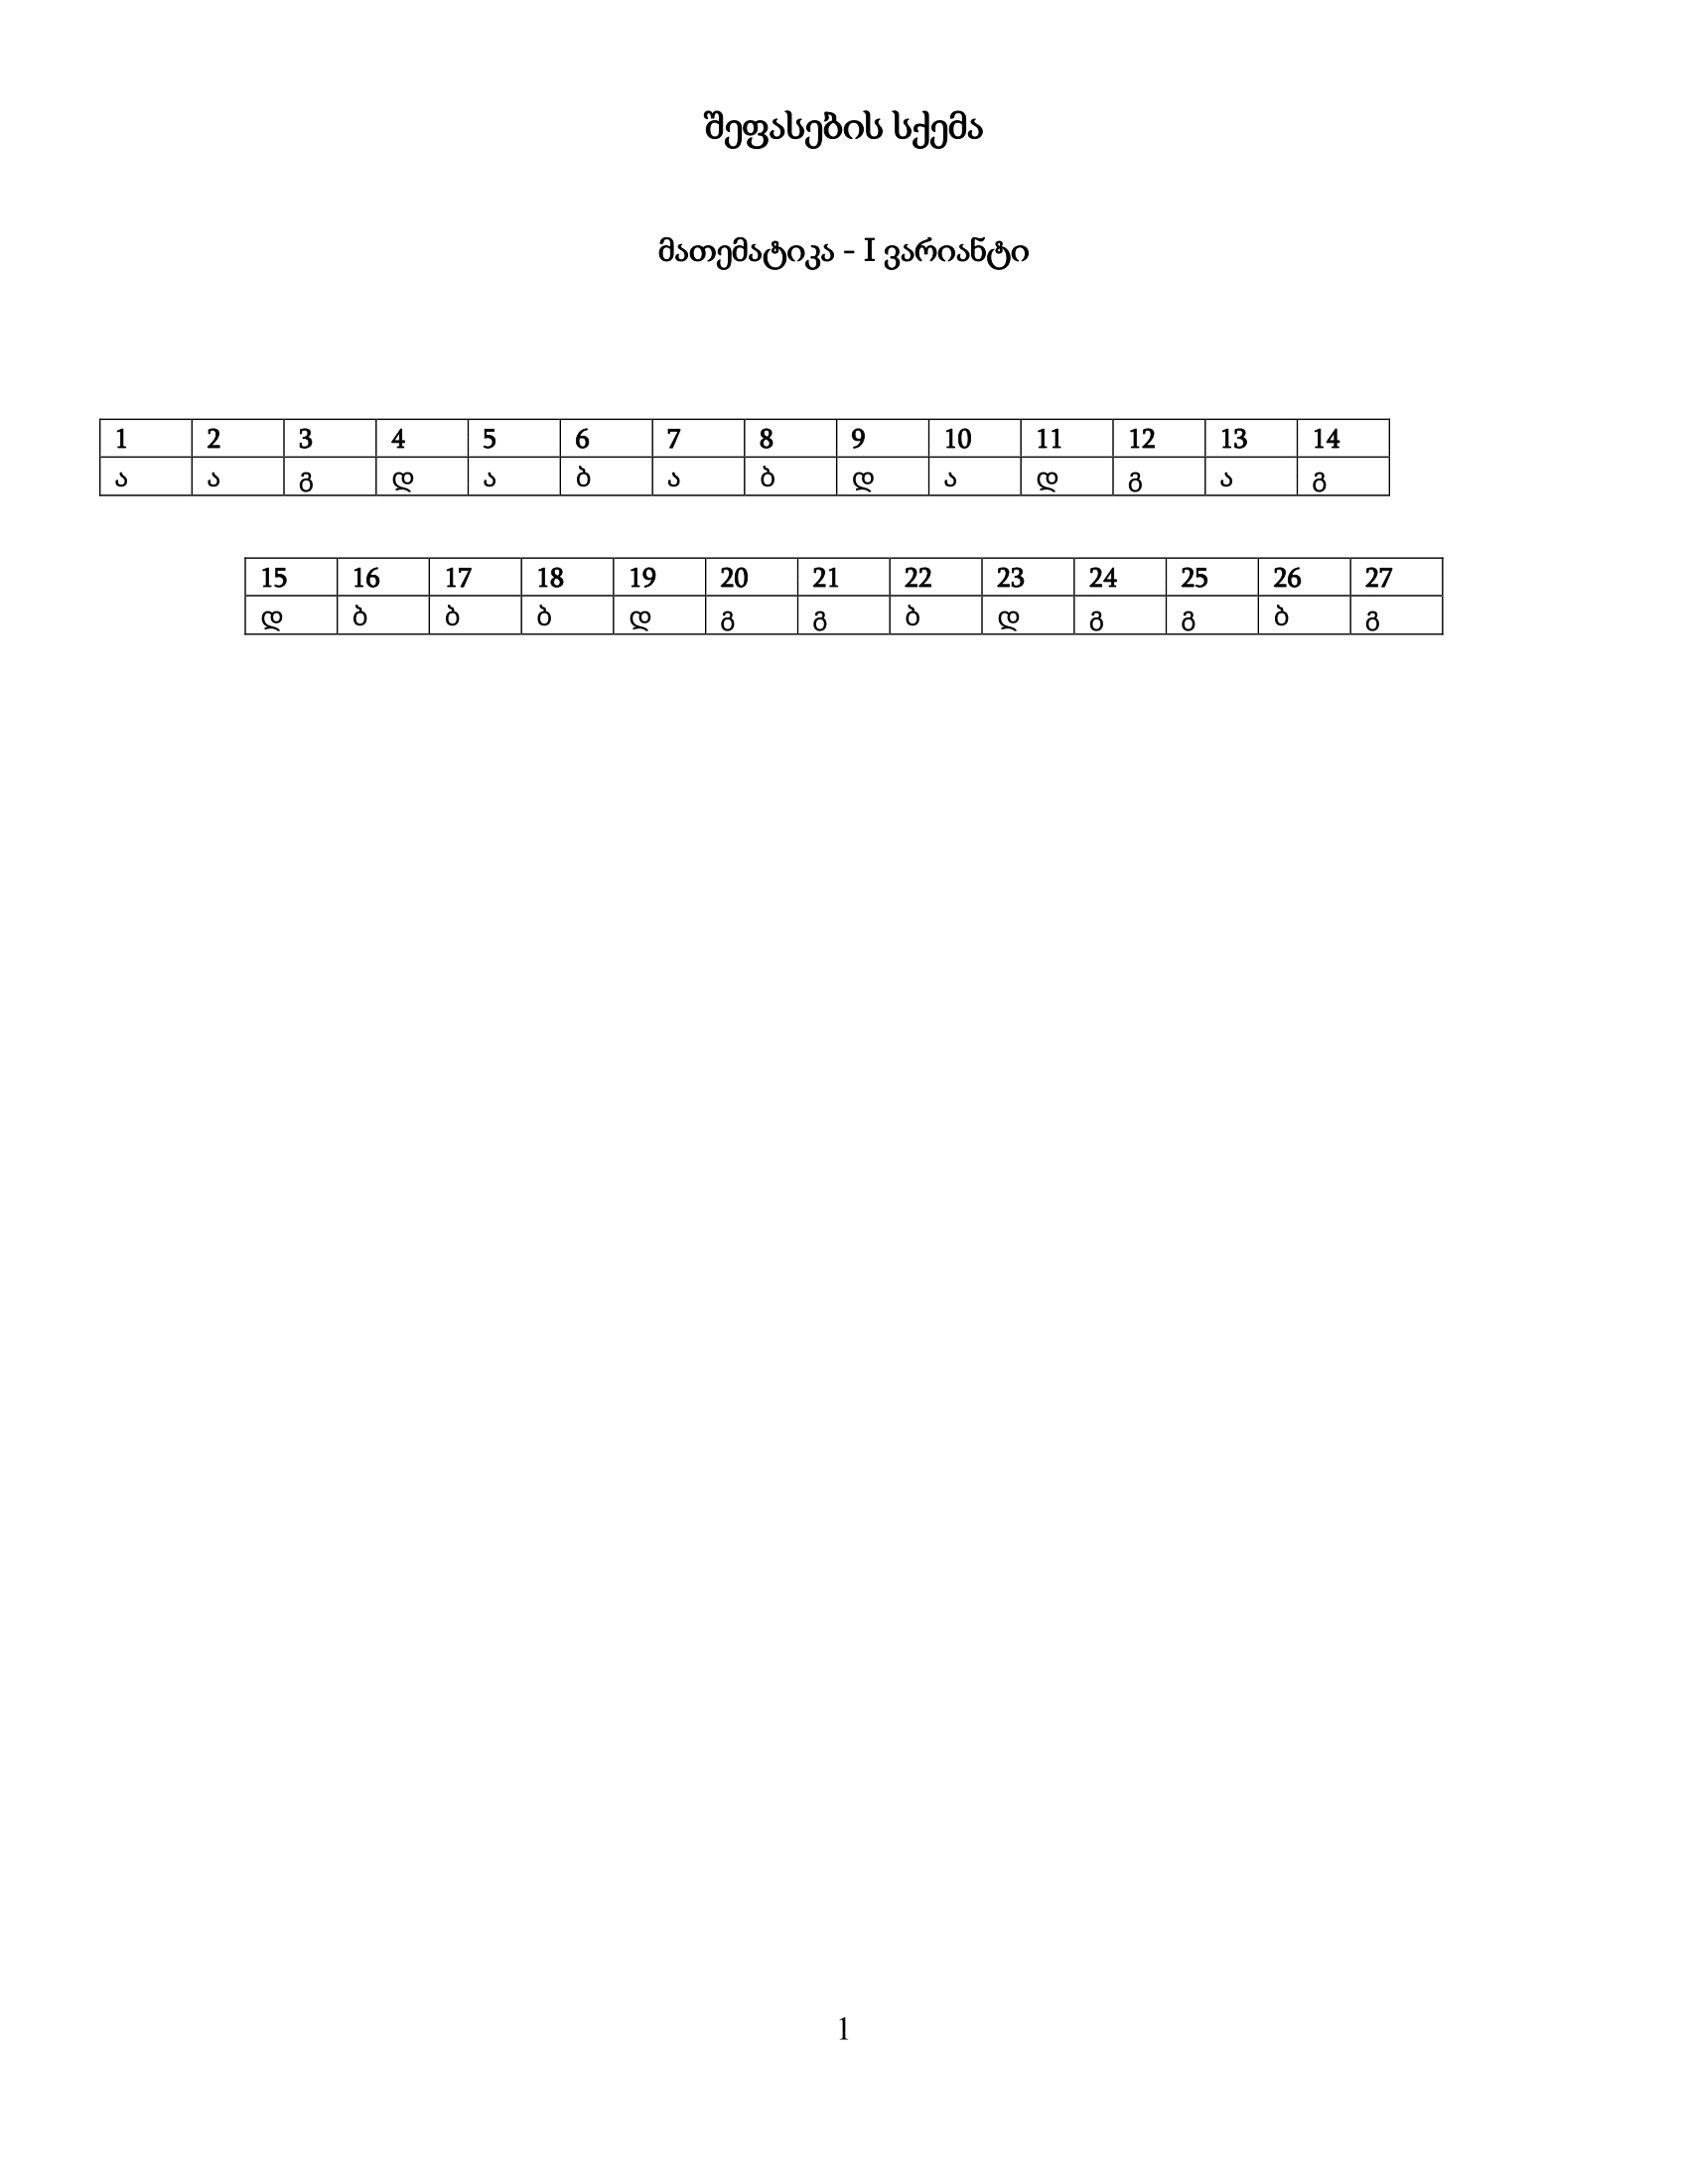 შეფასების სქემა
მათემატიკა - I ვარიანტი
1 2 3 4 5 6 7 8 9 10 11 12 13 14
ა ა გ დ ა ბ ა ბ დ ა დ გ ა გ
15 16 17 18 19 20 21 22 23 24 25 26 27
დ ბ ბ ბ დ გ გ ბ დ გ გ ბ გ
1